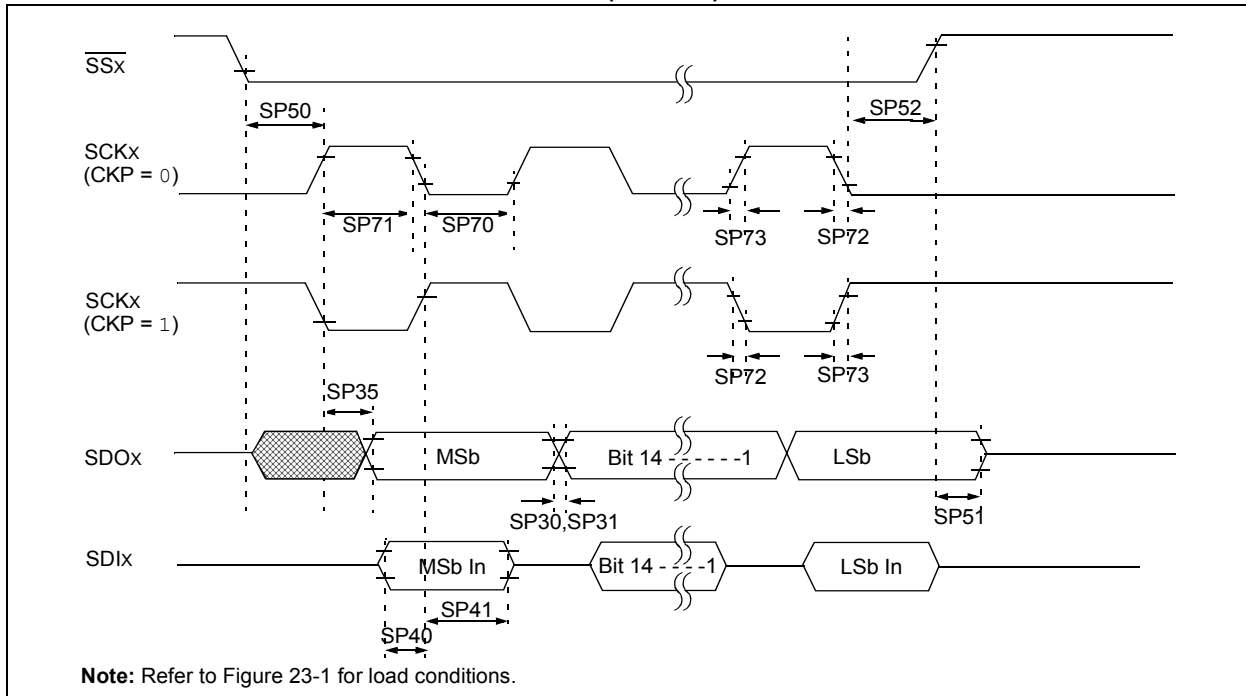 SSx
SP50
SP52
SCKx
(CKP = 0)
SP71
SP70
SP73
SP72
SCKx
(CKP = 1)
SP72
SP73
SP35
SDOx
MSb
Bit 14 - - - - - -1
LSb
SP30,SP31
SP51
SDIx
MSb In
Bit 14 - - - -1
LSb In
SP41
SP40
Note: Refer to Figure 23-1 for load conditions.